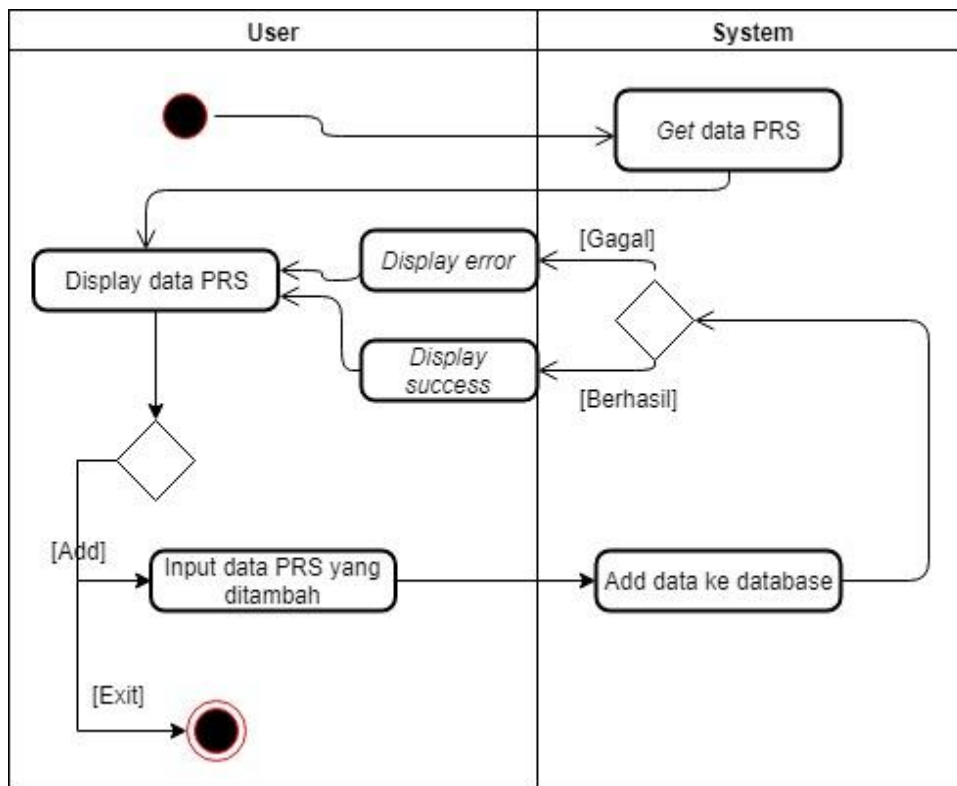 User
System
Get data PRS
[Gagal]
Display error
Display data PRS
Display
success
[Berhasil]
[Add]
Input data PRS yang
ditambah
Add data ke database
[Exit]